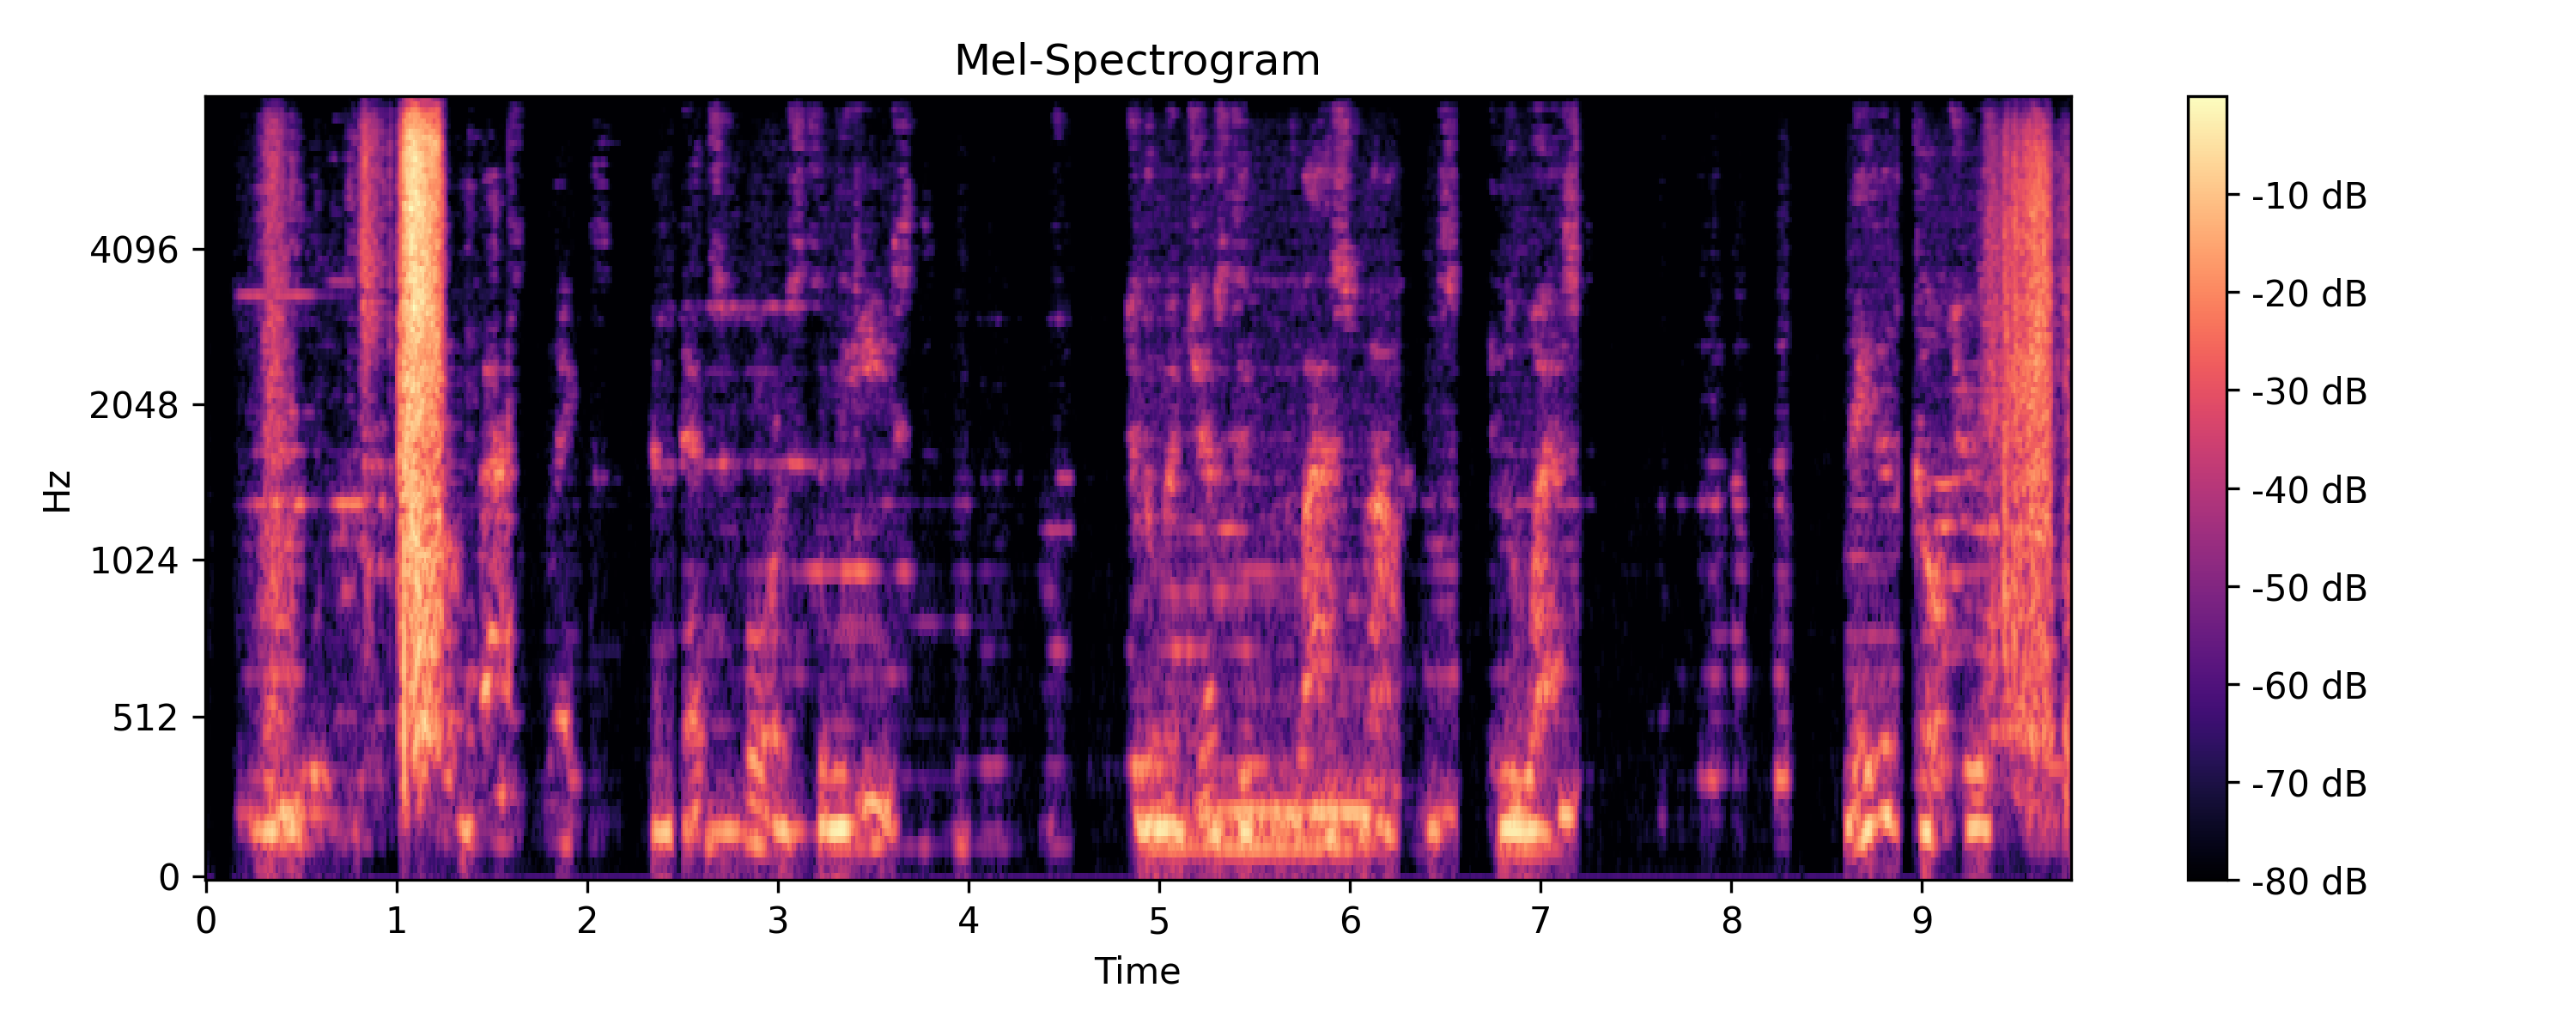 Mel-Spectrogram
Hz
4096
2048
1024
512
0
0 1 2 3 4 5 6 7 8 9
Time
-10 dB
-20 dB
-30 dB
-40 dB
-50 dB
-60 dB
-70 dB
-80 dB